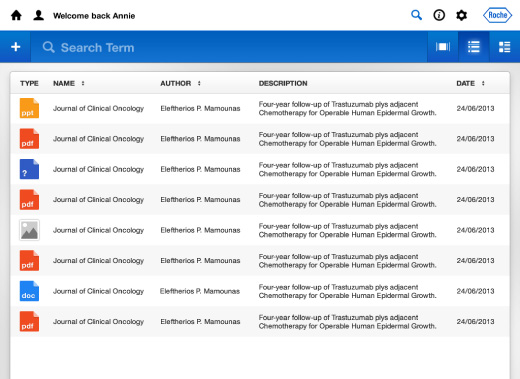 Welcome back Annie
Roche
Search Term
TYPE NAME AUTHOR DESCRIPTION DATE
ppt Journal of Clinical Oncology Eleftherios P. Mamounas Four-year follow-up of Trastuzumab plys adjacent 24/06/2013
Chemotherapy for Operable Human Epidermal Growth.
pdf Journal of Clinical Oncology Eleftherios P. Mamounas Four-year follow-up of Trastuzumab plys adjacent 24/06/2013
Chemotherapy for Operable Human Epidermal Growth.
? Journal of Clinical Oncology Eleftherios P. Mamounas Four-year follow-up of Trastuzumab plys adjacent 24/06/2013
Chemotherapy for Operable Human Epidermal Growth.
pdf Journal of Clinical Oncology Eleftherios P. Mamounas Four-year follow-up of Trastuzumab plys adjacent 24/06/2013
Chemotherapy for Operable Human Epidermal Growth.
Journal of Clinical Oncology Eleftherios P. Mamounas Four-year follow-up of Trastuzumab plys adjacent 24/06/2013
Chemotherapy for Operable Human Epidermal Growth.
pdf Journal of Clinical Oncology Eleftherios P. Mamounas Four-year follow-up of Trastuzumab plys adjacent 24/06/2013
Chemotherapy for Operable Human Epidermal Growth.
doc Journal of Clinical Oncology Eleftherios P. Mamounas Four-year follow-up of Trastuzumab plys adjacent 24/06/2013
Chemotherapy for Operable Human Epidermal Growth.
pdf Journal of Clinical Oncology Eleftherios P. Mamounas Four-year follow-up of Trastuzumab plys adjacent 24/06/2013
Chemotherapy for Operable Human Epidermal Growth.